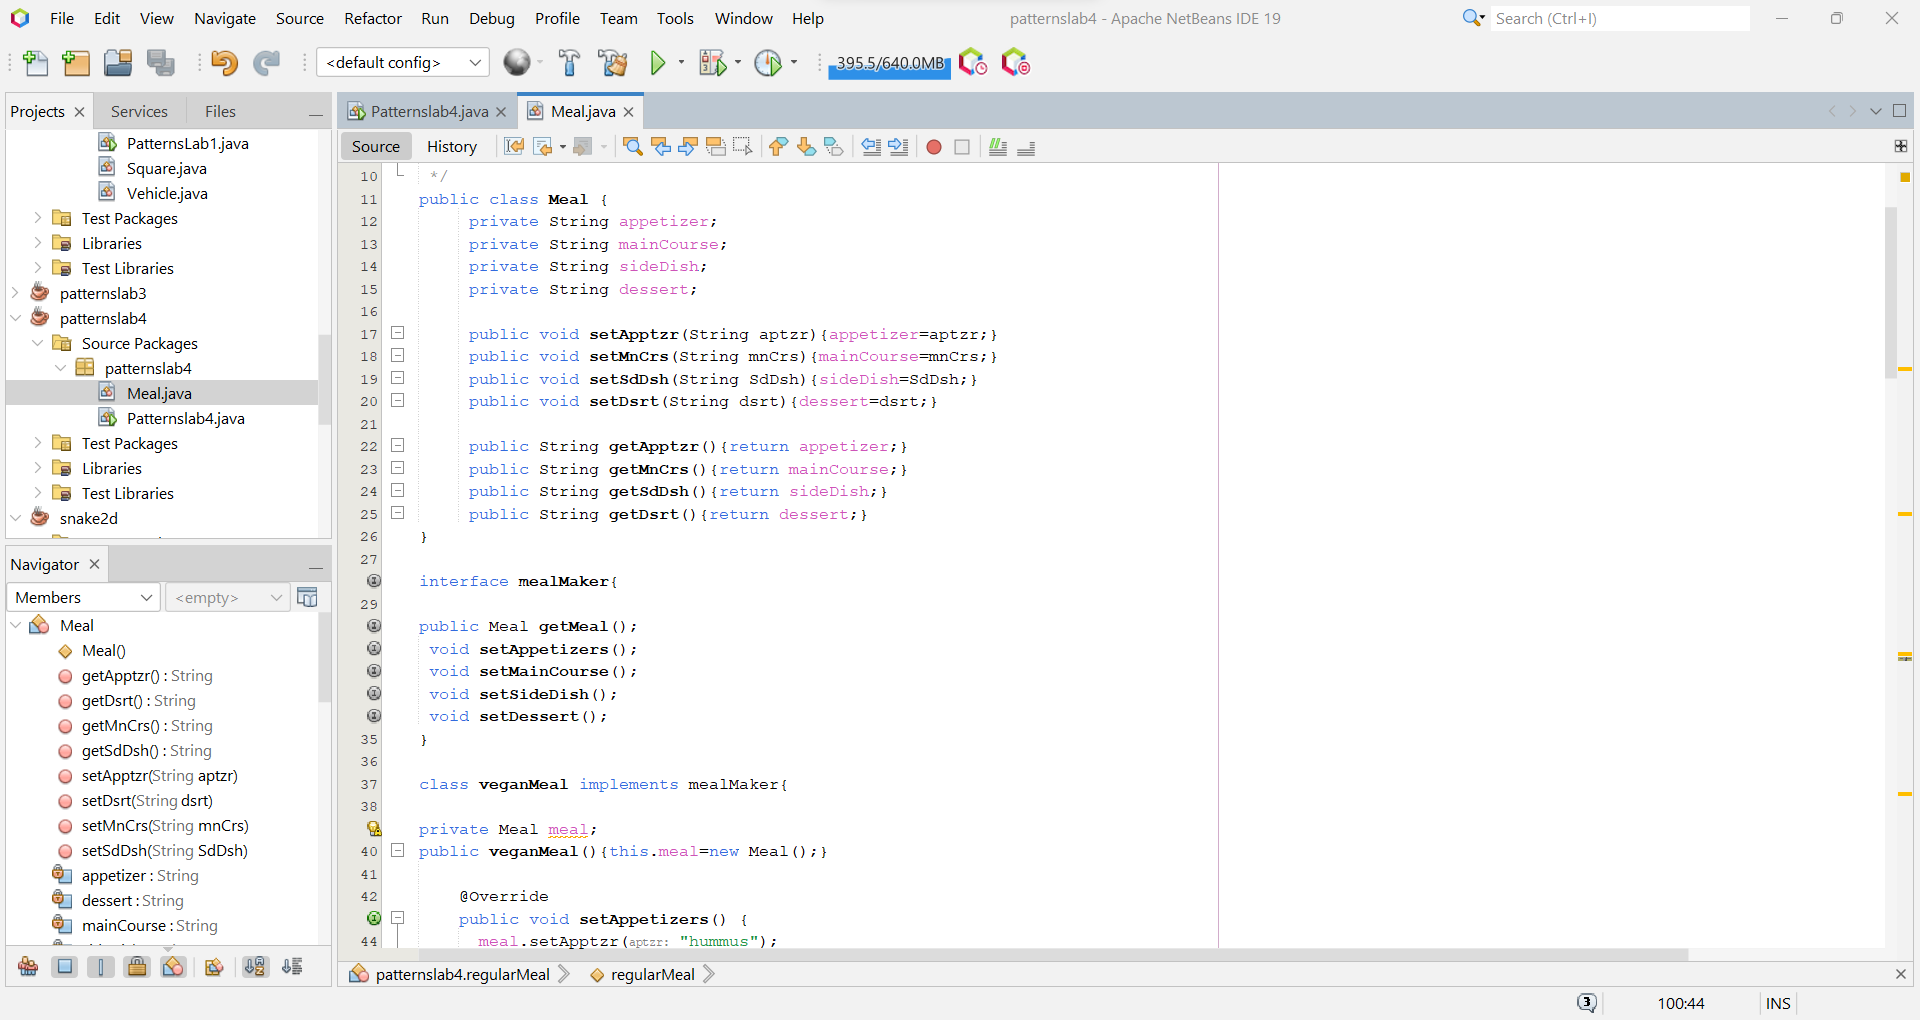 File Edit View Navigate Source Refactor Run Debug Profile Team Tools Window Help
patternslab4 - Apache NetBeans IDE 19
Search (Ctrl+I)
<default config>
395.5/640.0MB
Projects Services Files
PatternsLab1.java
Square.java
Vehicle.java
Test Packages
Libraries
Test Libraries
patternslab3
patternslab4
Source Packages
patternslab4
Meal.java
Patternslab4.java
Test Packages
Libraries
Test Libraries
snake2d
Navigator
Members <empty>
Meal
Meal()
getApptzr() : String
getDsrt() : String
getMnCrs() : String
getSdDsh() : String
setApptzr(String aptzr)
setDsrt(String dsrt)
setMnCrs(String mnCrs)
setSdDsh(String SdDsh)
appetizer : String
dessert : String
mainCourse : String
Patternslab4.java Meal.java
Source History
10 */
11 public class Meal {
12 private String appetizer;
13 private String mainCourse;
14 private String sideDish;
15 private String dessert;
16
17 public void setApptzr(String aptzr){appetizer=aptzr;}
18 public void setMnCrs(String mnCrs){mainCourse=mnCrs;}
19 public void setSdDsh(String SdDsh){sideDish=SdDsh;}
20 public void setDsrt(String dsrt){dessert=dsrt;}
21
22 public String getApptzr(){return appetizer;}
23 public String getMnCrs(){return mainCourse;}
24 public String getSdDsh(){return sideDish;}
25 public String getDsrt(){return dessert;}
26 }
27
interface mealMaker{
29
public Meal getMeal();
void setAppetizers();
void setMainCourse();
void setSideDish();
void setDessert();
35 }
36
37 class veganMeal implements mealMaker{
38
private Meal meal;
40 public veganMeal(){this.meal=new Meal();}
41
42 @Override
public void setAppetizers() {
44 meal.setApptzr(aptzr: "hummus");
patternslab4.regularMeal regularMeal
3 100:44 INS